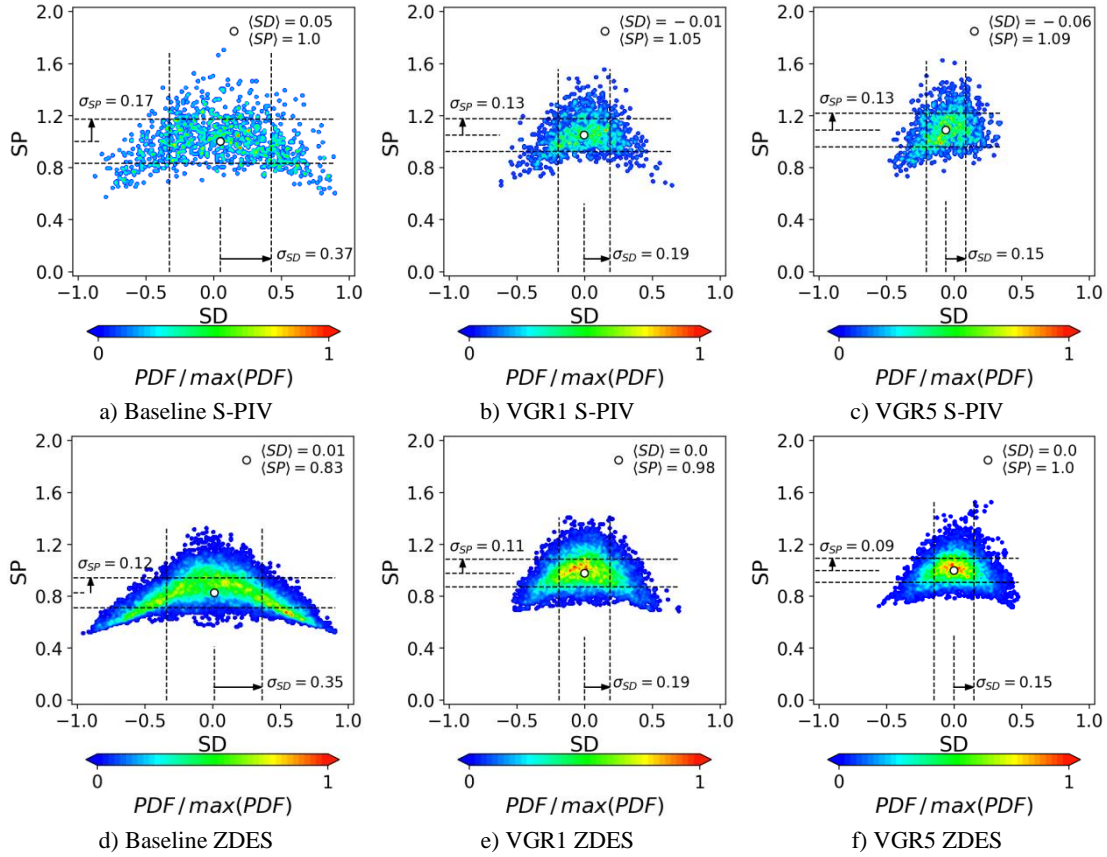 ⟨SD⟩ = 0.05
⟨SP⟩ = 1.0
σSP = 0.17
σSD = 0.37
SP
2.0
1.6
1.2
0.8
0.4
0.0
−1.0 −0.5 0.0 0.5 1.0
SD
0 1
PDF/max(PDF)
a) Baseline S-PIV
⟨SD⟩ = −0.01
⟨SP⟩ = 1.05
σSP = 0.13
σSD = 0.19
SP
2.0
1.6
1.2
0.8
0.4
0.0
−1.0 −0.5 0.0 0.5 1.0
SD
0 1
PDF/max(PDF)
b) VGR1 S-PIV
⟨SD⟩ = −0.06
⟨SP⟩ = 1.09
σSP = 0.13
σSD = 0.15
SP
2.0
1.6
1.2
0.8
0.4
0.0
−1.0 −0.5 0.0 0.5 1.0
SD
0 1
PDF/max(PDF)
c) VGR5 S-PIV
⟨SD⟩ = 0.01
⟨SP⟩ = 0.83
σSP = 0.12
σSD = 0.35
SP
2.0
1.6
1.2
0.8
0.4
0.0
−1.0 −0.5 0.0 0.5 1.0
SD
0 1
PDF/max(PDF)
d) Baseline ZDES
⟨SD⟩ = 0.0
⟨SP⟩ = 0.98
σSP = 0.11
σSD = 0.19
SP
2.0
1.6
1.2
0.8
0.4
0.0
−1.0 −0.5 0.0 0.5 1.0
SD
0 1
PDF/max(PDF)
e) VGR1 ZDES
⟨SD⟩ = 0.0
⟨SP⟩ = 1.0
σSP = 0.09
σSD = 0.15
SP
2.0
1.6
1.2
0.8
0.4
0.0
−1.0 −0.5 0.0 0.5 1.0
SD
0 1
PDF/max(PDF)
f) VGR5 ZDES